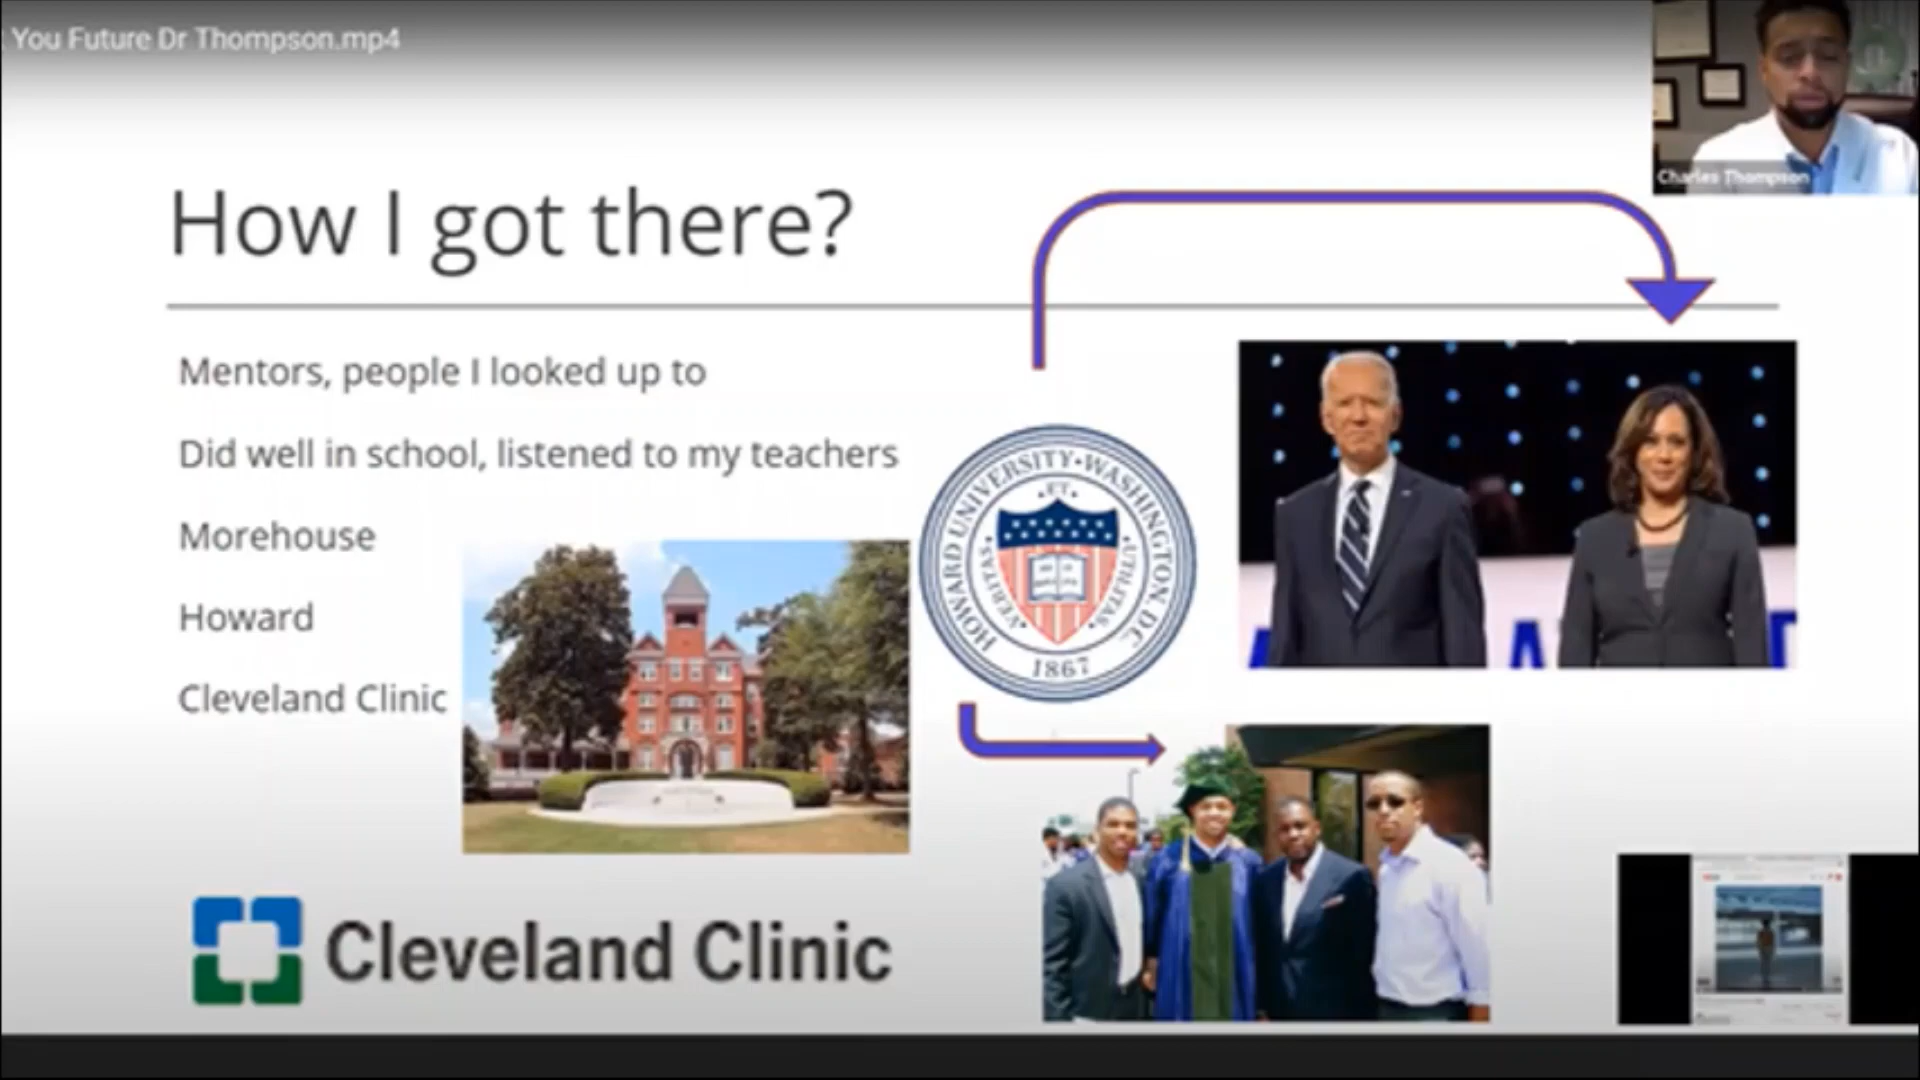 You Future Dr Thompson.mp4
Charles Thompson
How I got there?
Mentors, people I looked up to
Did well in school, listened to my teachers
Morehouse
Howard
Cleveland Clinic
HOWARD UNIVERSITY • WASHINGTON, D.C.
ET
VERITAS
UTILITAS
1867
Cleveland Clinic